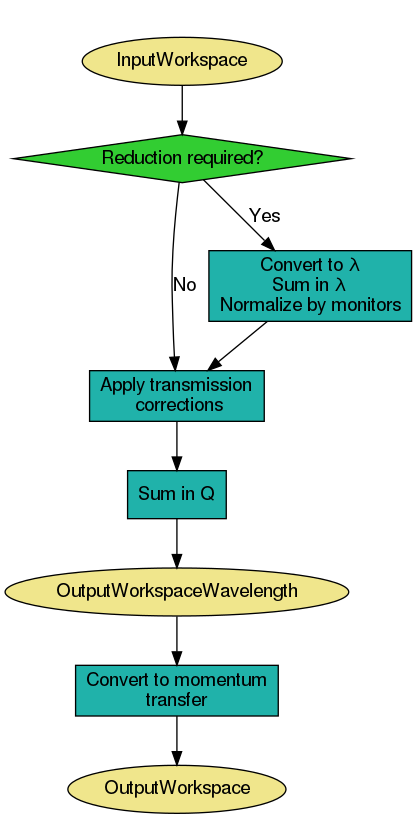 InputWorkspace
Reduction required?
Yes
Convert to λ
Sum in λ
Normalize by monitors
No
Apply transmission
corrections
Sum in Q
OutputWorkspaceWavelength
Convert to momentum
transfer
OutputWorkspace